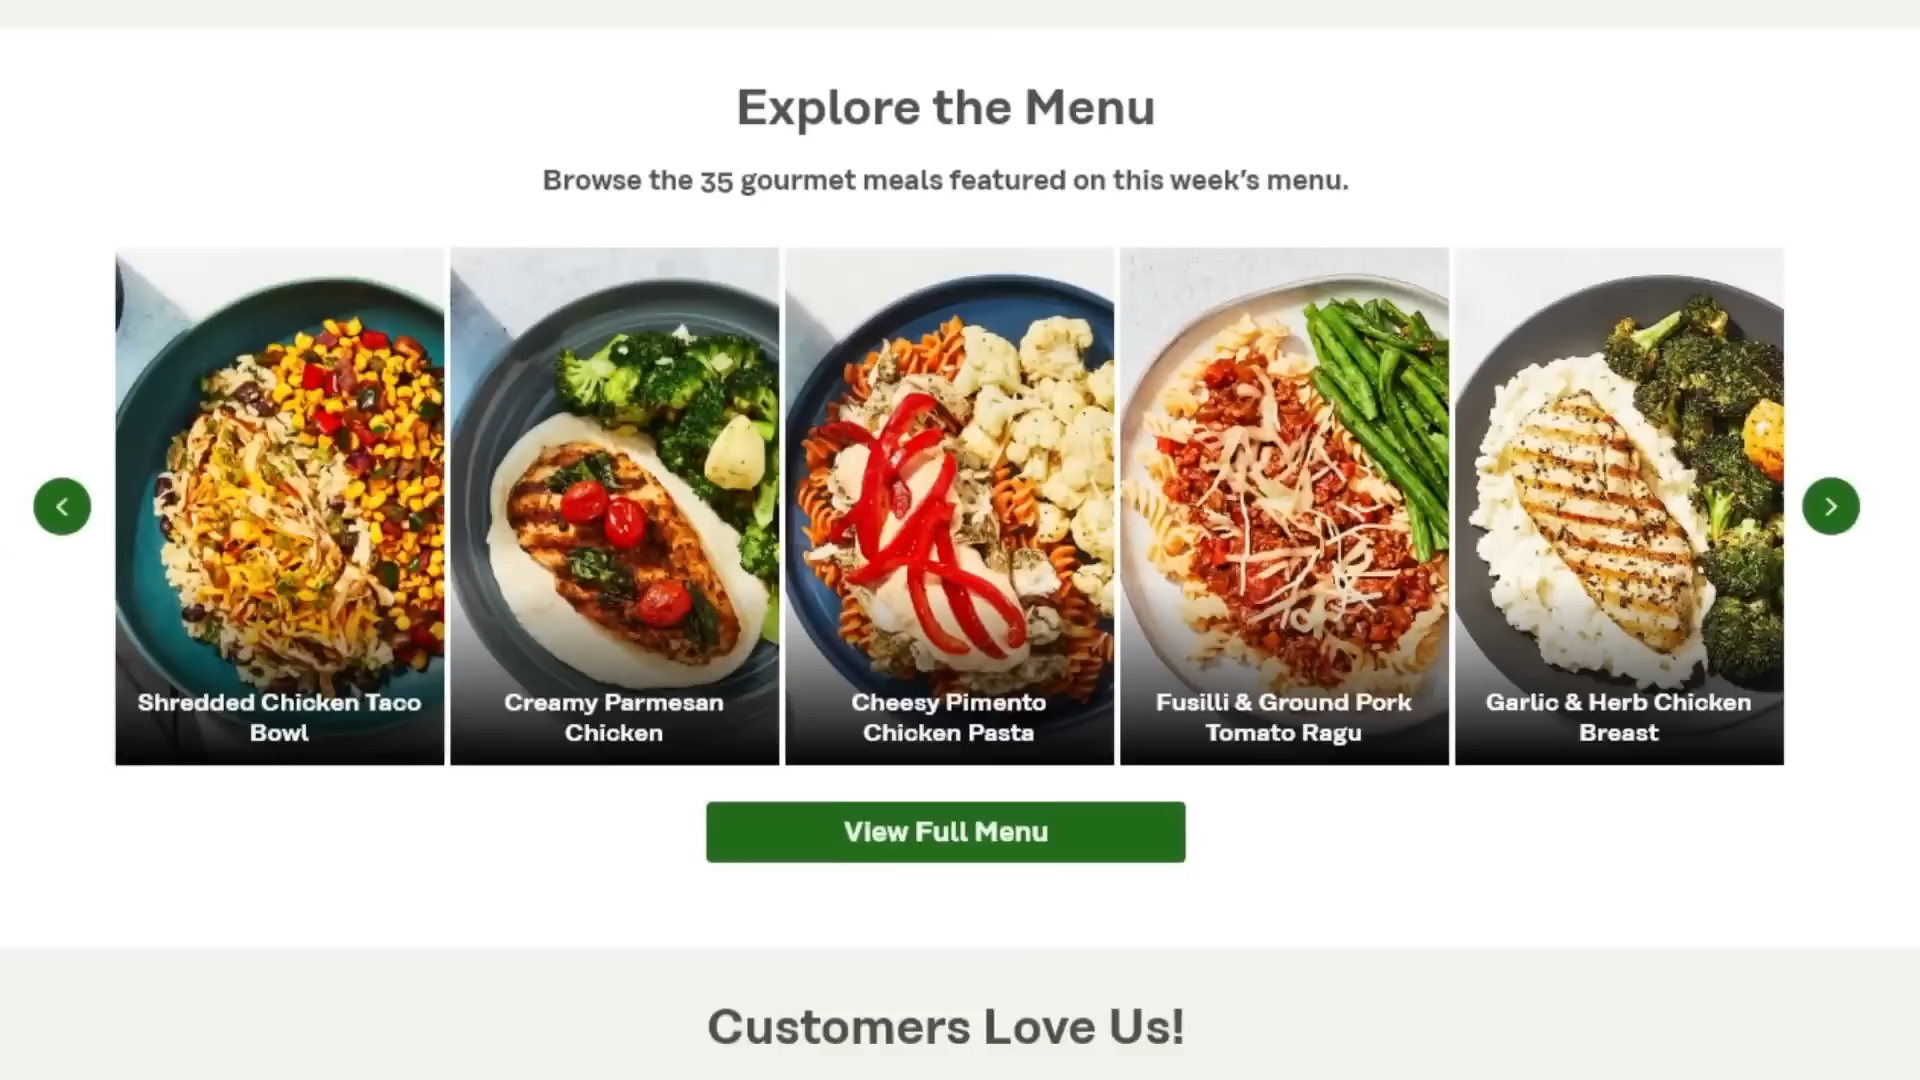 Explore the Menu
Browse the 35 gourmet meals featured on this week's menu.
Shredded Chicken Taco
Bowl
Creamy Parmesan
Chicken
Cheesy Pimento
Chicken Pasta
Fusilli & Ground Pork
Tomato Ragu
Garlic & Herb Chicken
Breast
View Full Menu
Customers Love Us!